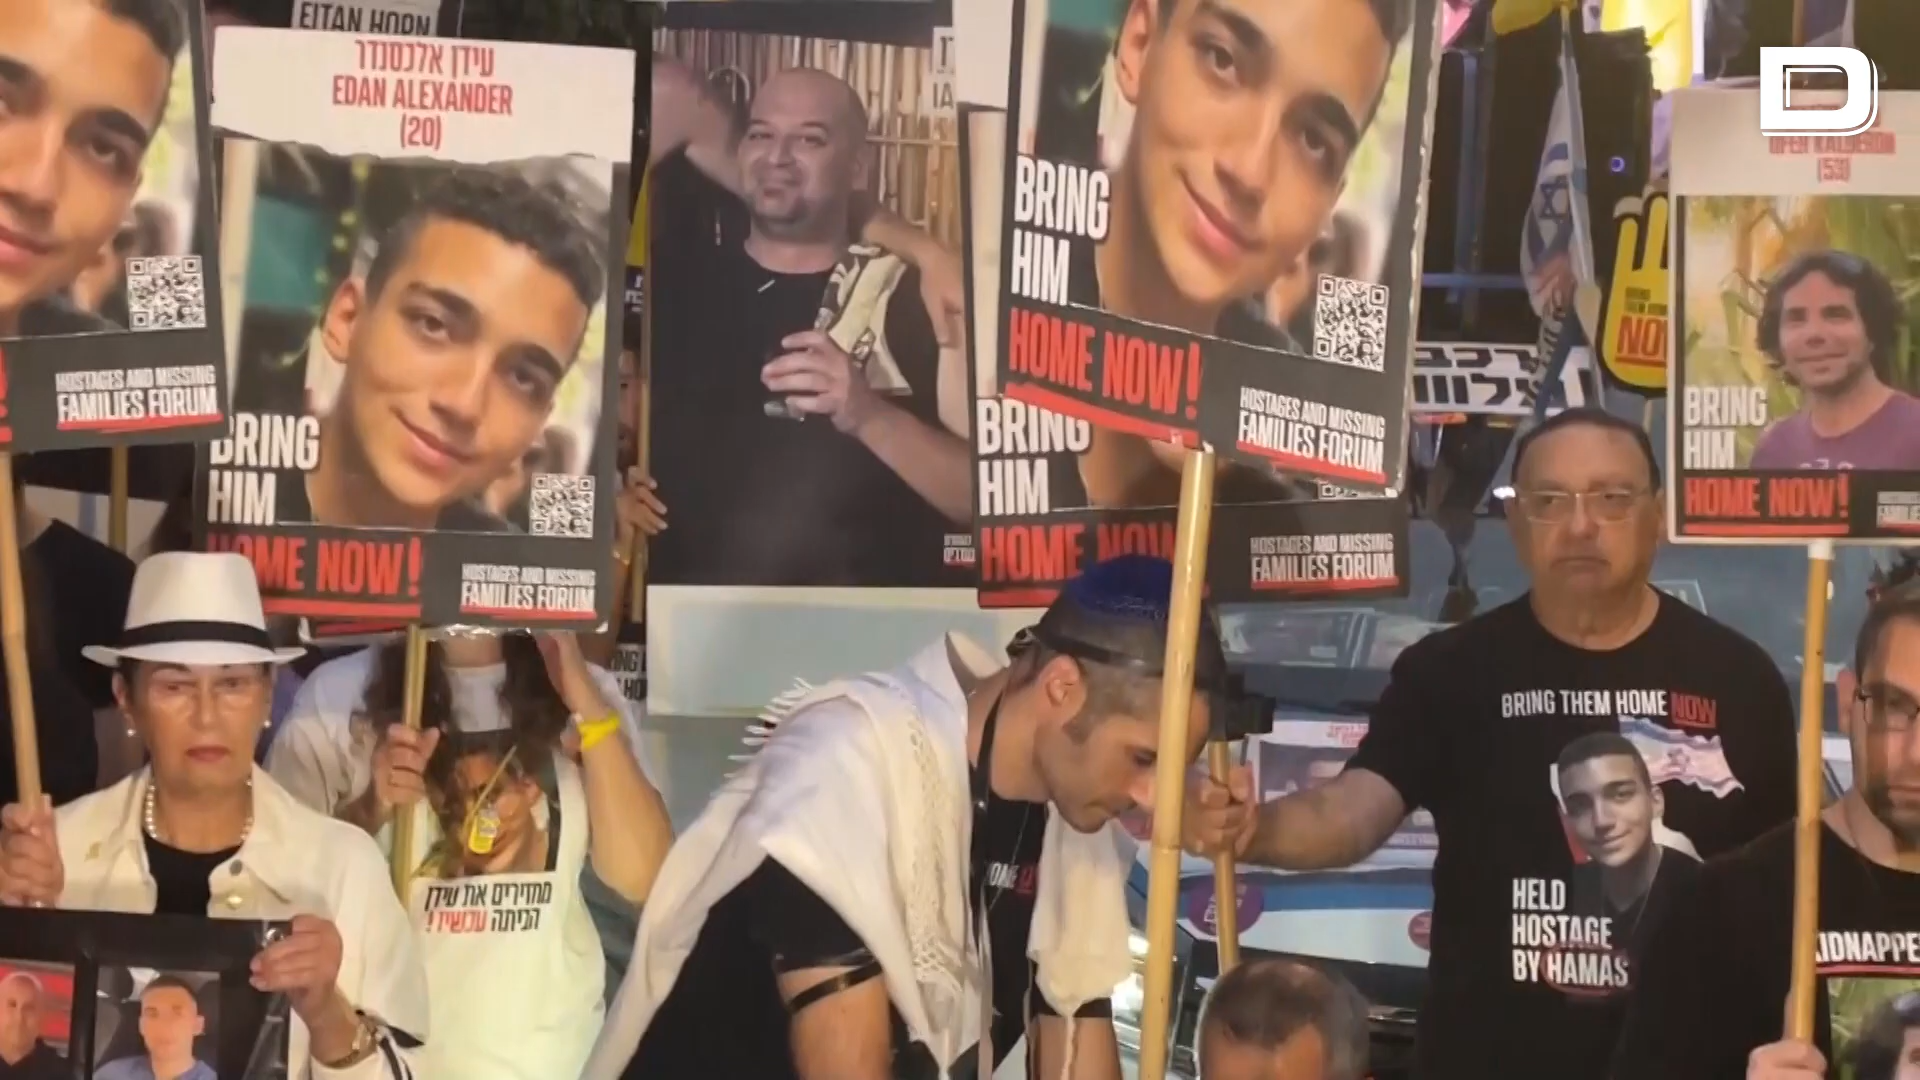 EITAN HORN
עידן אלכסנדר
EDAN ALEXANDER
(20)
BRING
HIM
HOME NOW!
HOSTAGES AND MISSING
FAMILIES FORUM
HOSTAGES AND MISSING
FAMILIES FORUM
BRING
HIM
HOME NOW!
HOSTAGES AND MISSING
FAMILIES FORUM
BRING
HIM
HOME NOW
HOSTAGES AND MISSING
FAMILIES FORUM
D
OFER KALDERON
(53)
BRING
HIM
HOME NOW!
NOW
מחזירים את עידן
הביתה עכשיו!
BRING THEM HOME NOW
HELD
HOSTAGE
BY HAMAS
KIDNAPPE